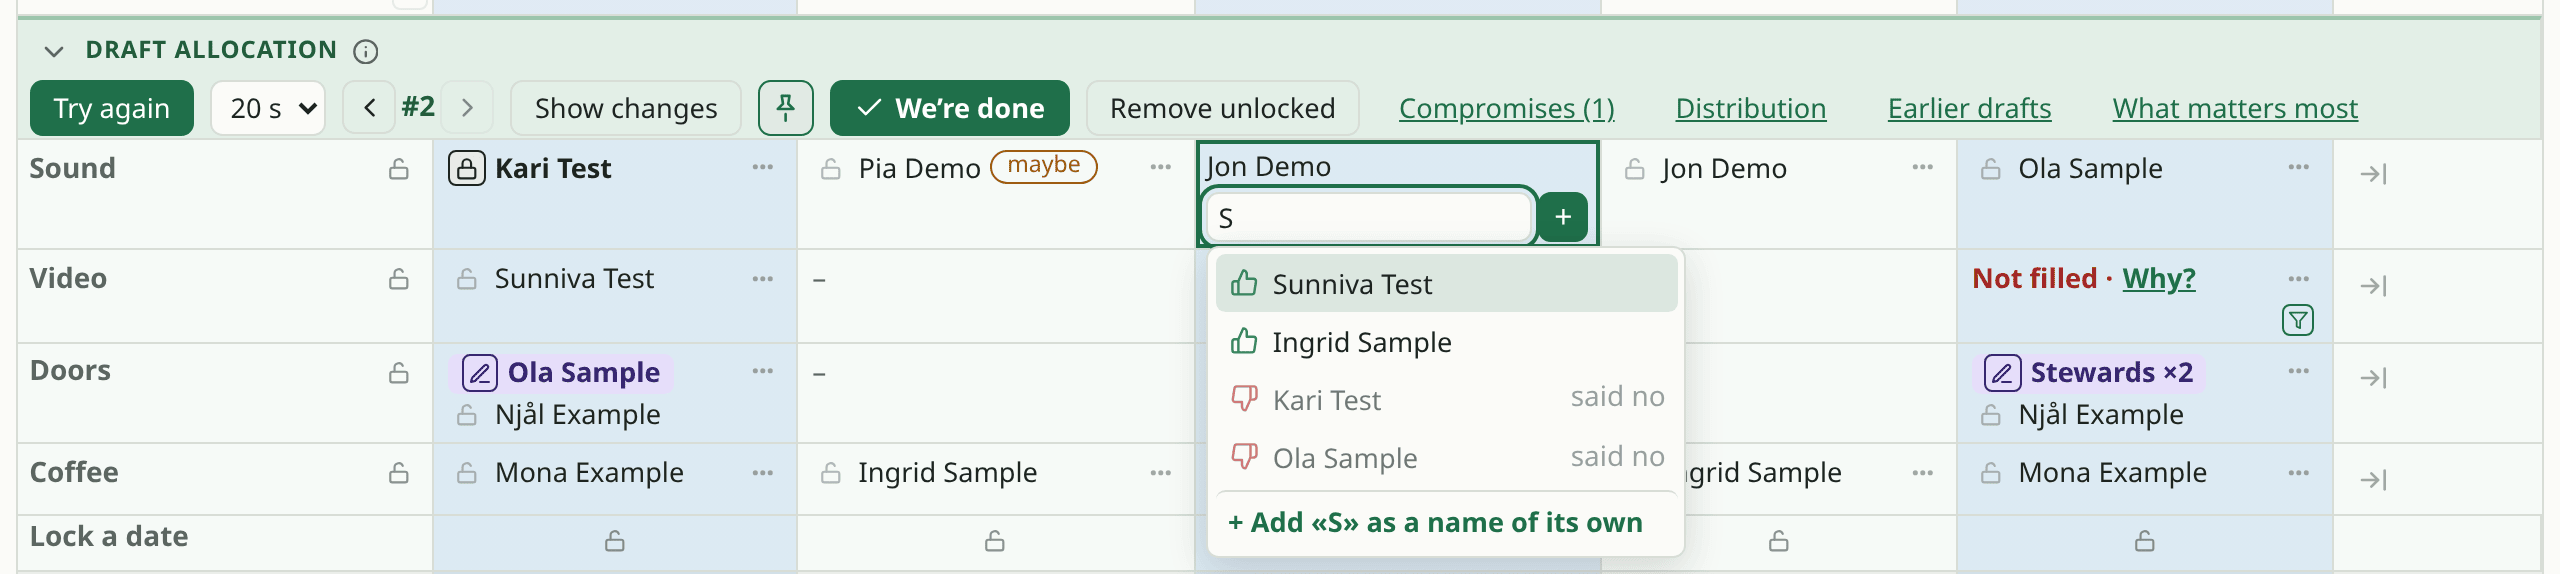 DRAFT ALLOCATION
Try again 20 s #2 Show changes We’re done Remove unlocked Compromises (1) Distribution Earlier drafts What matters most
Sound Kari Test Pia Demo maybe Jon Demo Jon Demo Ola Sample
S +
Video Sunniva Test – Not filled · Why?
Sunniva Test
Ingrid Sample
Doors Ola Sample – Stewards ×2
Njål Example Njål Example
Kari Test said no
Ola Sample said no
Coffee Mona Example Ingrid Sample grid Sample Mona Example
+ Add «S» as a name of its own
Lock a date